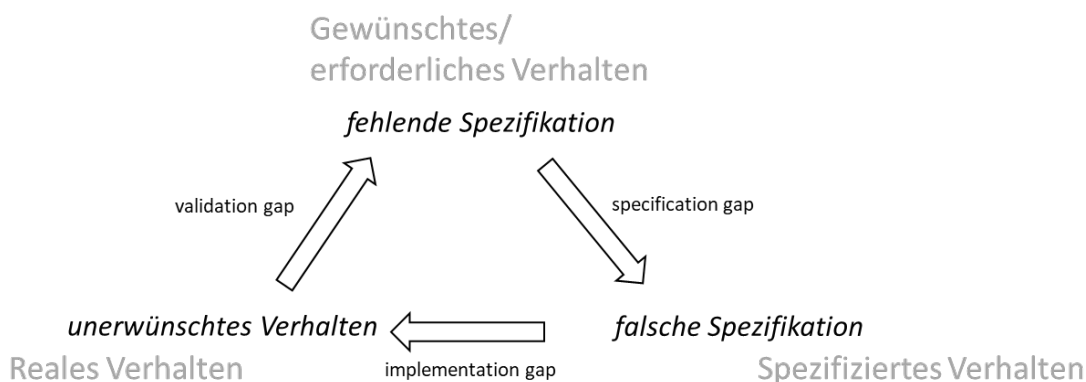 Gewünschtes/
erforderliches Verhalten
fehlende Spezifikation
validation gap
specification gap
unerwünschtes Verhalten
falsche Spezifikation
Reales Verhalten
implementation gap
Spezifiziertes Verhalten